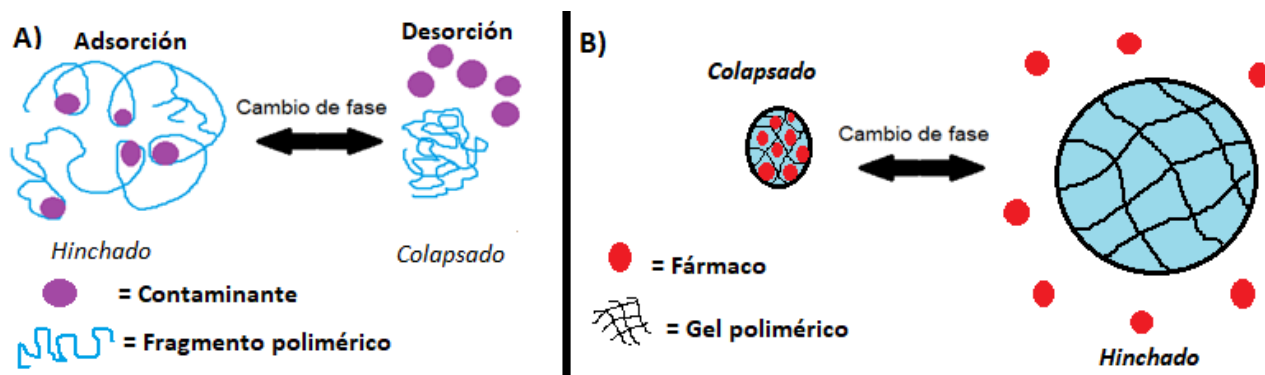 A)
Adsorción
Desorción
Cambio de fase
Hinchado
Colapsado
= Contaminante
= Fragmento polimérico
B)
Colapsado
Cambio de fase
= Fármaco
= Gel polimérico
Hinchado